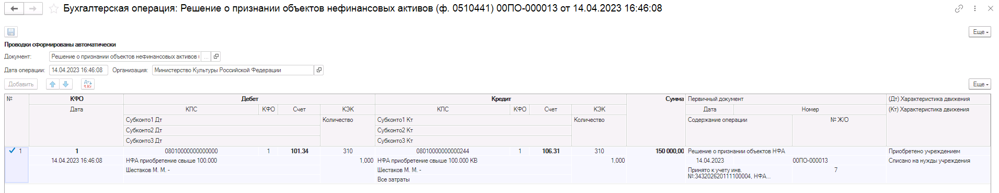 Бухгалтерская операция: Решение о признании объектов нефинансовых активов (ф. 0510441) 00ПО-000013 от 14.04.2023 16:46:08
Еще
Проводки сформированы автоматически
Документ: Решение о признании объектов нефинансовых активов ( ...
Дата операции: 14.04.2023 16:46:08 Организация: Министерство Культуры Российской Федерации
Добавить Дт Кт Еще
№ КФО Дебет Кредит Сумма Первичный документ (Дт) Характеристика движения
Дата КПС КФО Счет КЭК КПС КФО Счет КЭК Дата Номер (Кт) Характеристика движения
Субконто1 Дт Количество Субконто1 Кт Количество Содержание операции № Ж/О
Субконто2 Дт Субконто2 Кт
Субконто3 Дт Субконто3 Кт
1 1 08010000000000000 1 101.34 310 08010000000000244 1 106.31 310 150 000,00 Решение о признании объектов НФА Приобретено учреждением
14.04.2023 16:46:08 НФА приобретение свыше 100.000 1,000 НФА приобретение свыше 100.000 КВ 1,000 14.04.2023 00ПО-000013 Списано на нужды учреждения
Шестаков М. М. - Шестаков М. М. - Принято к учету инв. 7
Все затраты №:343202620111100004, НФА...